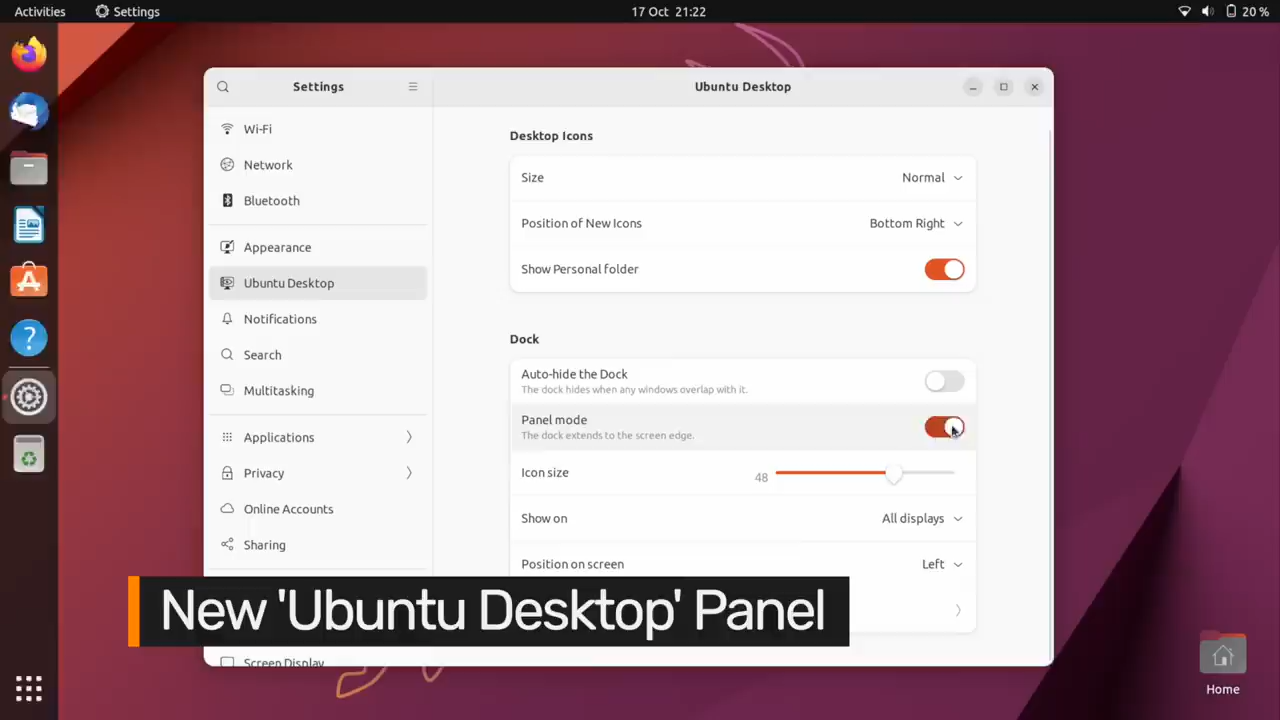 Activities
Settings
17 Oct 21:22
20 %
Settings
Ubuntu Desktop
Wi-Fi
Network
Bluetooth
Appearance
Ubuntu Desktop
Notifications
Search
Multitasking
Applications
Privacy
Online Accounts
Sharing
Screen Display
Desktop Icons
Size
Normal
Position of New Icons
Bottom Right
Show Personal folder
Dock
Auto-hide the Dock
The dock hides when any windows overlap with it.
Panel mode
The dock extends to the screen edge.
Icon size
48
Show on
All displays
Position on screen
Left
New 'Ubuntu Desktop' Panel
Home